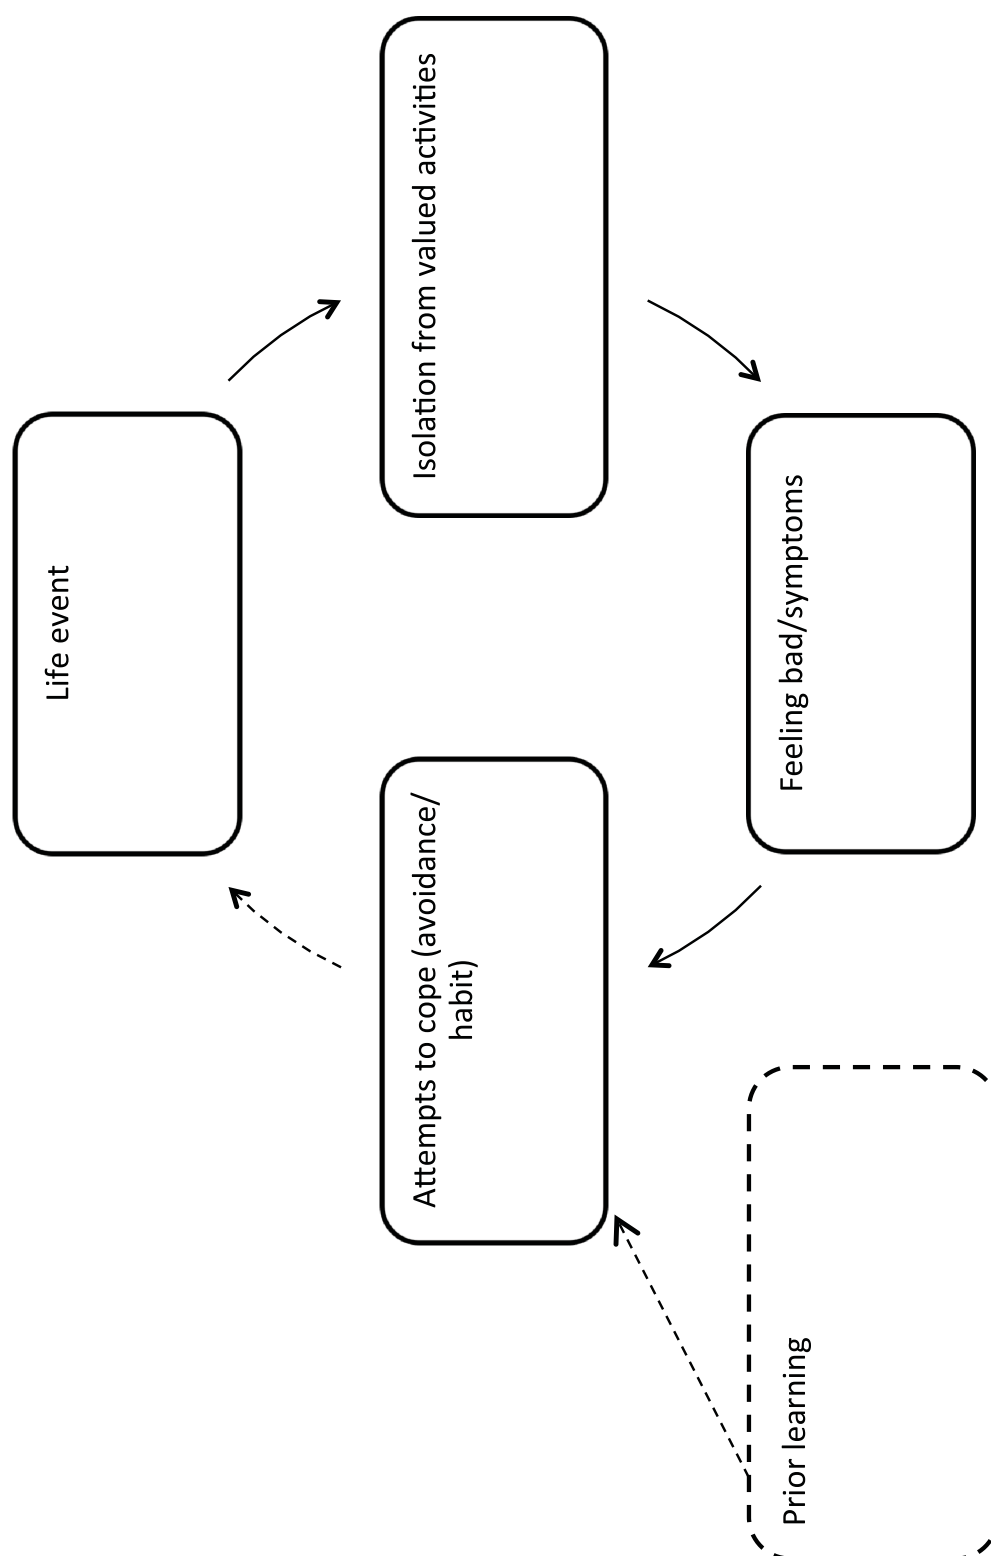 Life event
Isolation from valued activities
Feeling bad/symptoms
Attempts to cope (avoidance/
habit)
Prior learning